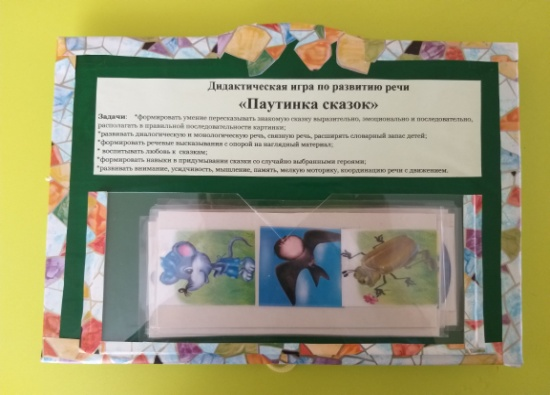 Дидактическая игра по развитию речи
«Паутинка сказок»
Задачи: *формировать умение пересказывать знакомую сказку выразительно, эмоционально и последовательно,
располагать в правильной последовательности картинки;
*развивать диалогическую и монологическую речь, связную речь, расширять словарный запас детей;
*формировать речевые высказывания с опорой на наглядный материал;
* воспитывать любовь к сказкам;
*формировать навыки в придумывания сказки со случайно выбранными героями;
*развивать внимание, усидчивость, мышление, память, мелкую моторику, координацию речи с движением.